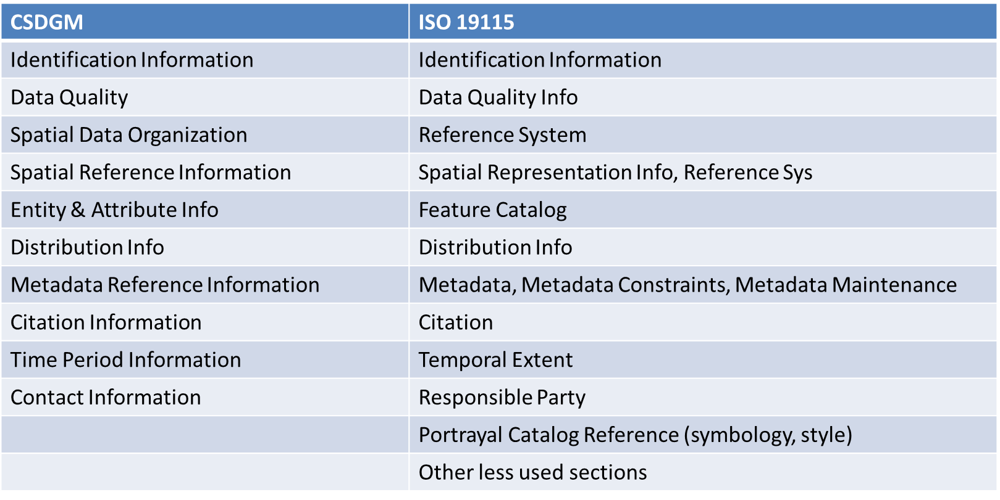 CSDGM ISO 19115
Identification Information Identification Information
Data Quality Data Quality Info
Spatial Data Organization Reference System
Spatial Reference Information Spatial Representation Info, Reference Sys
Entity & Attribute Info Feature Catalog
Distribution Info Distribution Info
Metadata Reference Information Metadata, Metadata Constraints, Metadata Maintenance
Citation Information Citation
Time Period Information Temporal Extent
Contact Information Responsible Party
Portrayal Catalog Reference (symbology, style)
Other less used sections